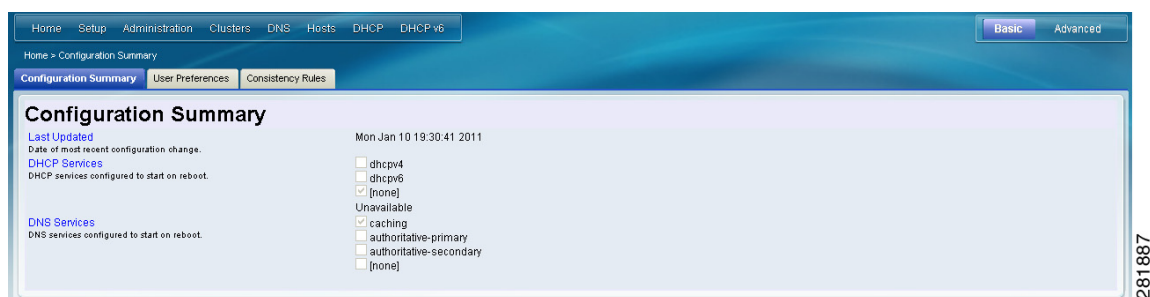 Home Setup Administration Clusters DNS Hosts DHCP DHCP v6
Basic Advanced
Home > Configuration Summary
Configuration Summary User Preferences Consistency Rules
Configuration Summary
Last Updated Mon Jan 10 19:30:41 2011
Date of most recent configuration change.
DHCP Services dhcpv4
DHCP services configured to start on reboot. dhcpv6
[none]
Unavailable
DNS Services caching
DNS services configured to start on reboot. authoritative-primary
authoritative-secondary
[none]
281887